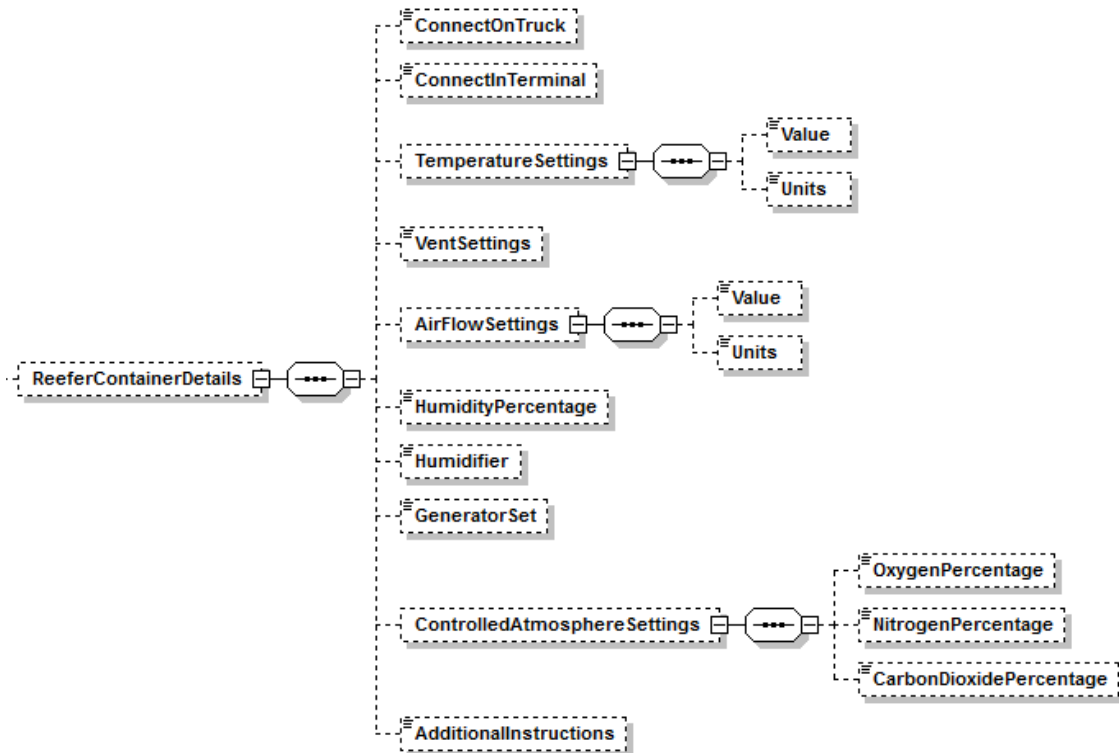 ConnectOnTruck
ConnectInTerminal
TemperatureSettings
Value
Units
VentSettings
AirFlowSettings
Value
Units
ReeferContainerDetails
HumidityPercentage
Humidifier
GeneratorSet
ControlledAtmosphereSettings
OxygenPercentage
NitrogenPercentage
CarbonDioxidePercentage
AdditionalInstructions